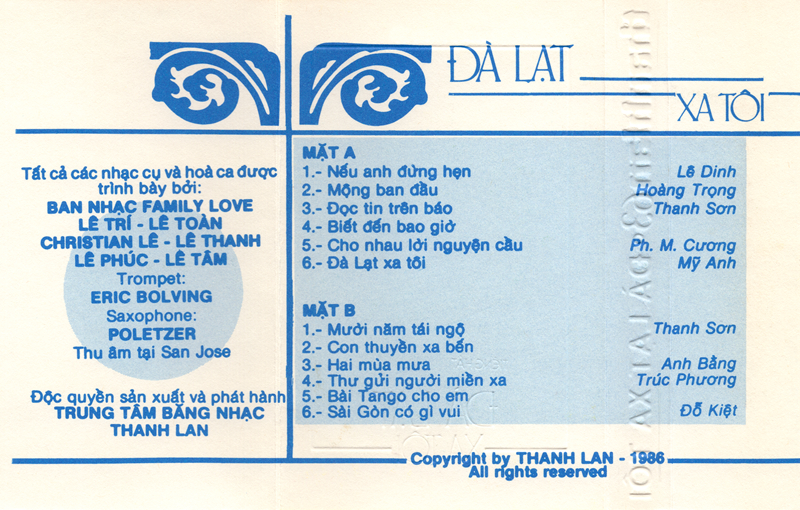 ĐÀ LẠT
XA TÔI
Tất cả các nhạc cụ và hoà ca được
trình bày bởi:
BAN NHẠC FAMILY LOVE
LÊ TRÍ - LÊ TOÀN
CHRISTIAN LÊ - LÊ THANH
LÊ PHÚC - LÊ TÂM
Trompet:
ERIC BOLVING
Saxophone:
POLETZER
Thu âm tại San Jose
Độc quyền sản xuất và phát hành
TRUNG TÂM BĂNG NHẠC
THANH LAN
MẶT A
1.- Nếu anh đừng hẹn Lê Dinh
2.- Mộng ban đầu Hoàng Trọng
3.- Đọc tin trên báo Thanh Sơn
4.- Biết đến bao giờ
5.- Cho nhau lời nguyện cầu Ph. M. Cương
6.- Đà Lạt xa tôi Mỹ Anh
MẶT B
1.- Mười năm tái ngộ Thanh Sơn
2.- Con thuyền xa bến
3.- Hai mùa mưa Anh Bằng
4.- Thư gửi người miền xa Trúc Phương
5.- Bài Tango cho em
6.- Sài Gòn có gì vui Đỗ Kiệt
Copyright by THANH LAN - 1986
All rights reserved